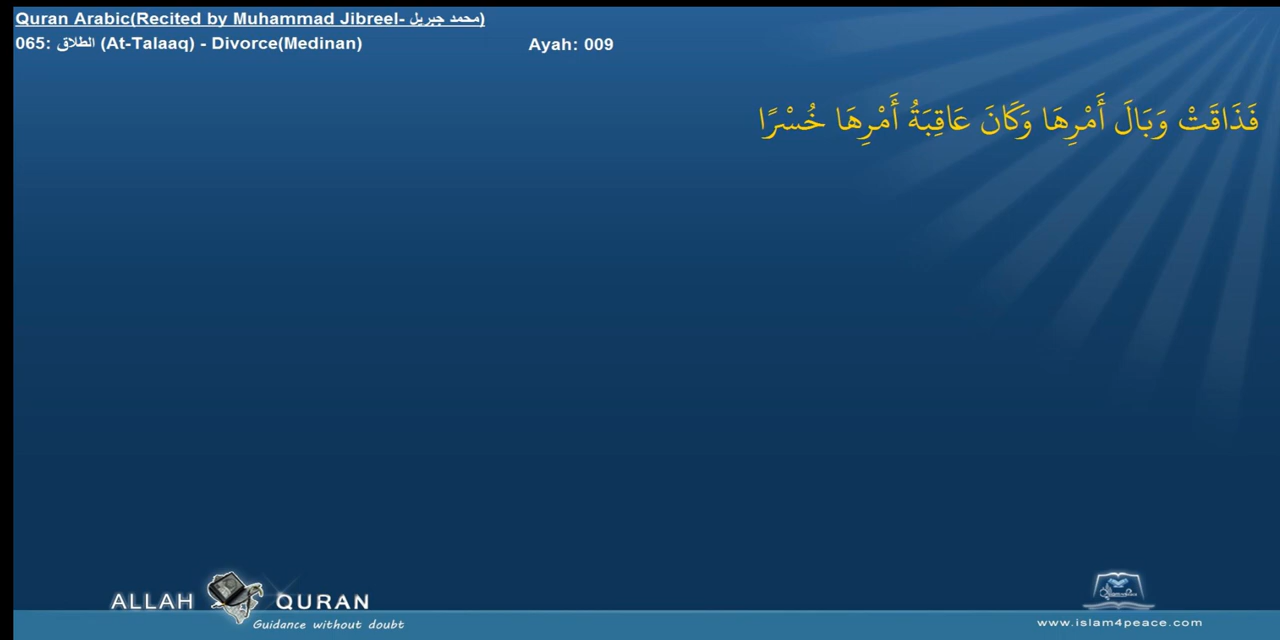 Quran Arabic(Recited by Muhammad Jibreel- محمد جبريل)
065: الطلاق (At-Talaaq) - Divorce(Medinan)
Ayah: 009
فَذَاقَتْ وَبَالَ أَمْرِهَا وَكَانَ عَاقِبَةُ أَمْرِهَا خُسْرًا
ALLAH QURAN
Guidance without doubt
www.islam4peace.com